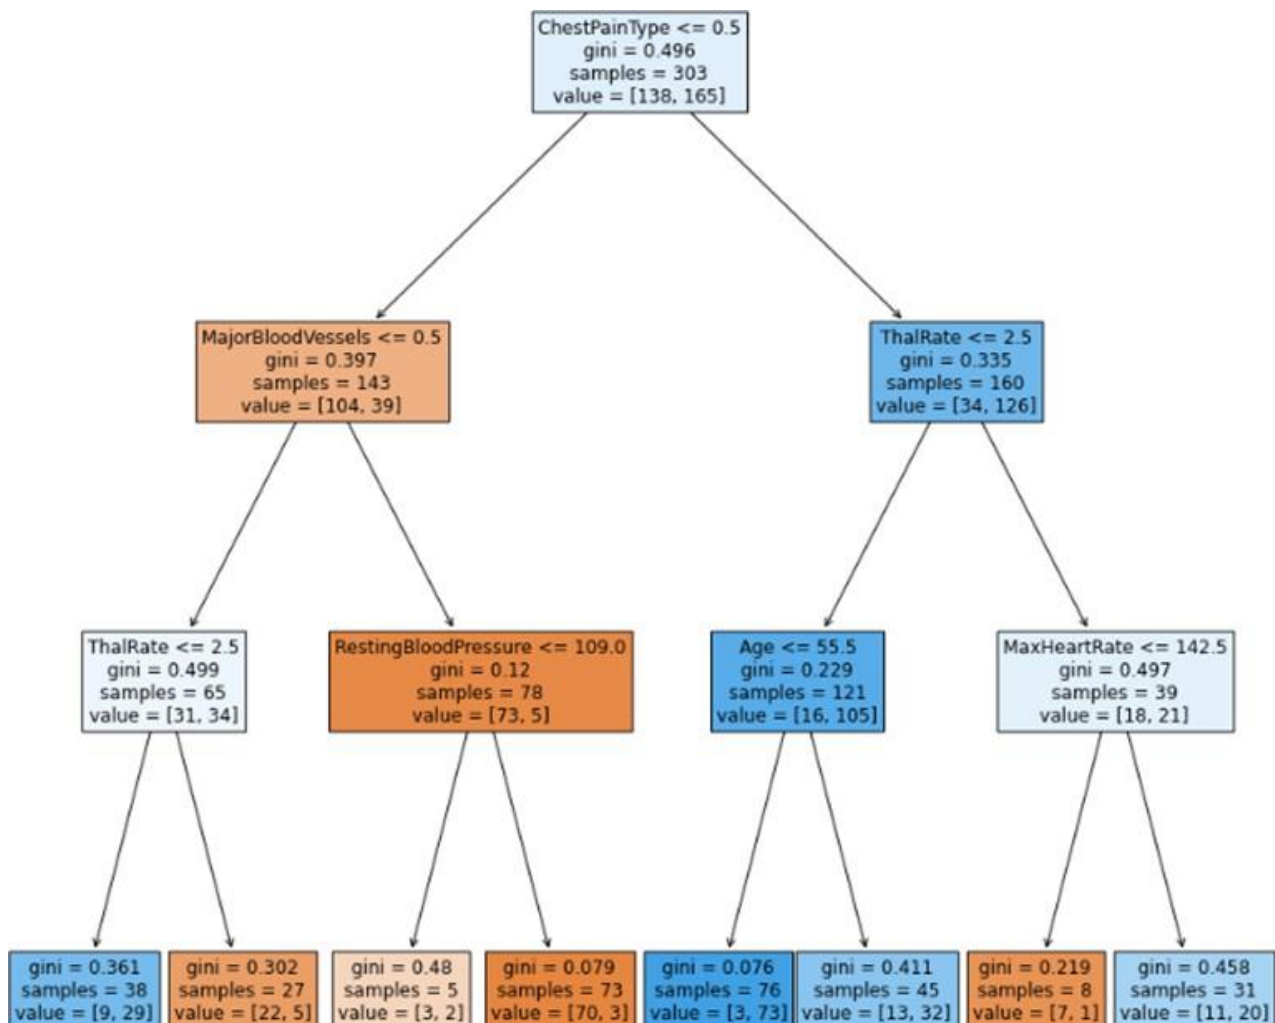 ChestPainType <= 0.5
gini = 0.496
samples = 303
value = [138, 165]
MajorBloodVessels <= 0.5
gini = 0.397
samples = 143
value = [104, 39]
ThalRate <= 2.5
gini = 0.335
samples = 160
value = [34, 126]
ThalRate <= 2.5
gini = 0.499
samples = 65
value = [31, 34]
RestingBloodPressure <= 109.0
gini = 0.12
samples = 78
value = [73, 5]
Age <= 55.5
gini = 0.229
samples = 121
value = [16, 105]
MaxHeartRate <= 142.5
gini = 0.497
samples = 39
value = [18, 21]
gini = 0.361
samples = 38
value = [9, 29]
gini = 0.302
samples = 27
value = [22, 5]
gini = 0.48
samples = 5
value = [3, 2]
gini = 0.079
samples = 73
value = [70, 3]
gini = 0.076
samples = 76
value = [3, 73]
gini = 0.411
samples = 45
value = [13, 32]
gini = 0.219
samples = 8
value = [7, 1]
gini = 0.458
samples = 31
value = [11, 20]